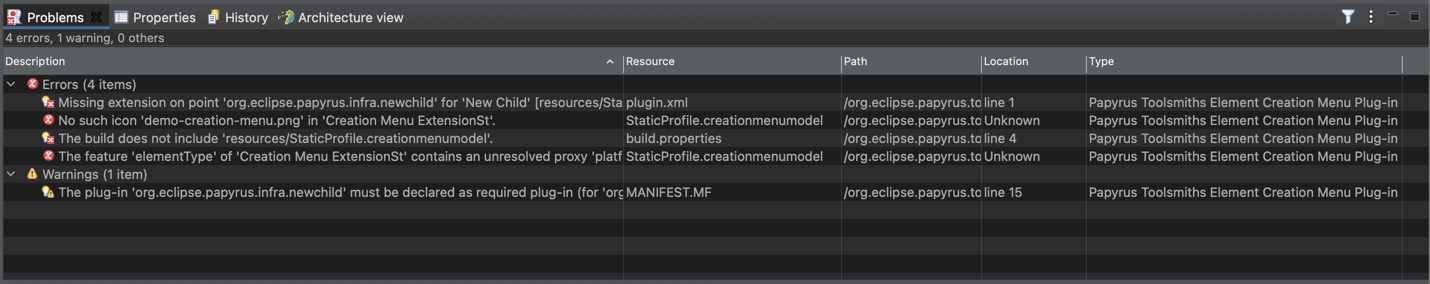 Problems Properties History Architecture view
4 errors, 1 warning, 0 others
Description Resource Path Location Type
Errors (4 items)
Missing extension on point 'org.eclipse.papyrus.infra.newchild' for 'New Child' [resources/Sta plugin.xml /org.eclipse.papyrus.to line 1 Papyrus Toolsmiths Element Creation Menu Plug-in
No such icon 'demo-creation-menu.png' in 'Creation Menu ExtensionSt'. StaticProfile.creationmenumodel /org.eclipse.papyrus.to Unknown Papyrus Toolsmiths Element Creation Menu Plug-in
The build does not include 'resources/StaticProfile.creationmenumodel'. build.properties /org.eclipse.papyrus.to line 4 Papyrus Toolsmiths Element Creation Menu Plug-in
The feature 'elementType' of 'Creation Menu ExtensionSt' contains an unresolved proxy 'platf StaticProfile.creationmenumodel /org.eclipse.papyrus.to Unknown Papyrus Toolsmiths Element Creation Menu Plug-in
Warnings (1 item)
The plug-in 'org.eclipse.papyrus.infra.newchild' must be declared as required plug-in (for 'org MANIFEST.MF /org.eclipse.papyrus.to line 15 Papyrus Toolsmiths Element Creation Menu Plug-in